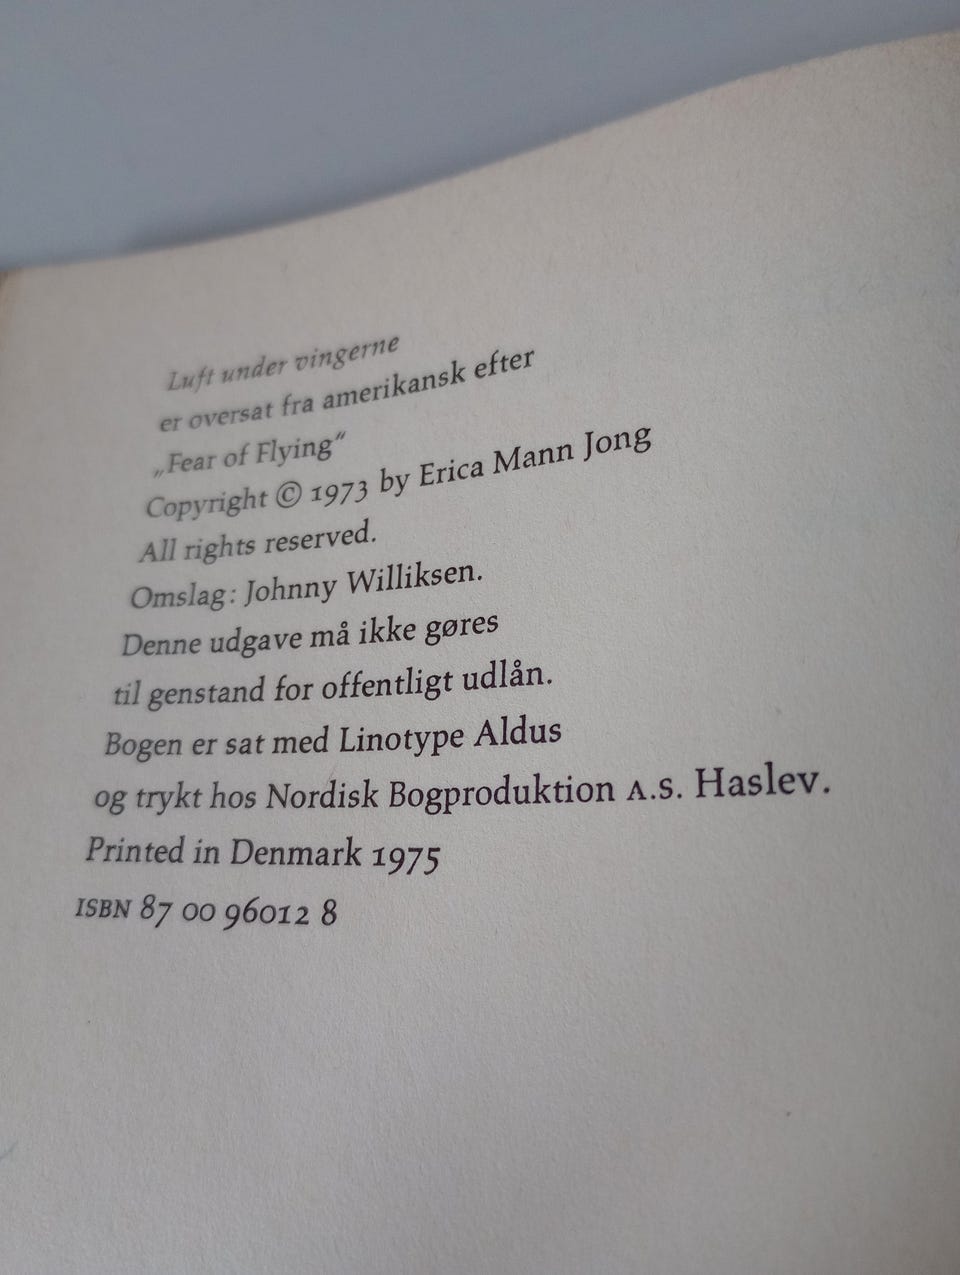 Luft under vingerne
er oversat fra amerikansk efter
„Fear of Flying“
Copyright © 1973 by Erica Mann Jong
All rights reserved.
Omslag: Johnny Williksen.
Denne udgave må ikke gøres
til genstand for offentligt udlån.
Bogen er sat med Linotype Aldus
og trykt hos Nordisk Bogproduktion A.S. Haslev.
Printed in Denmark 1975
ISBN 87 00 96012 8